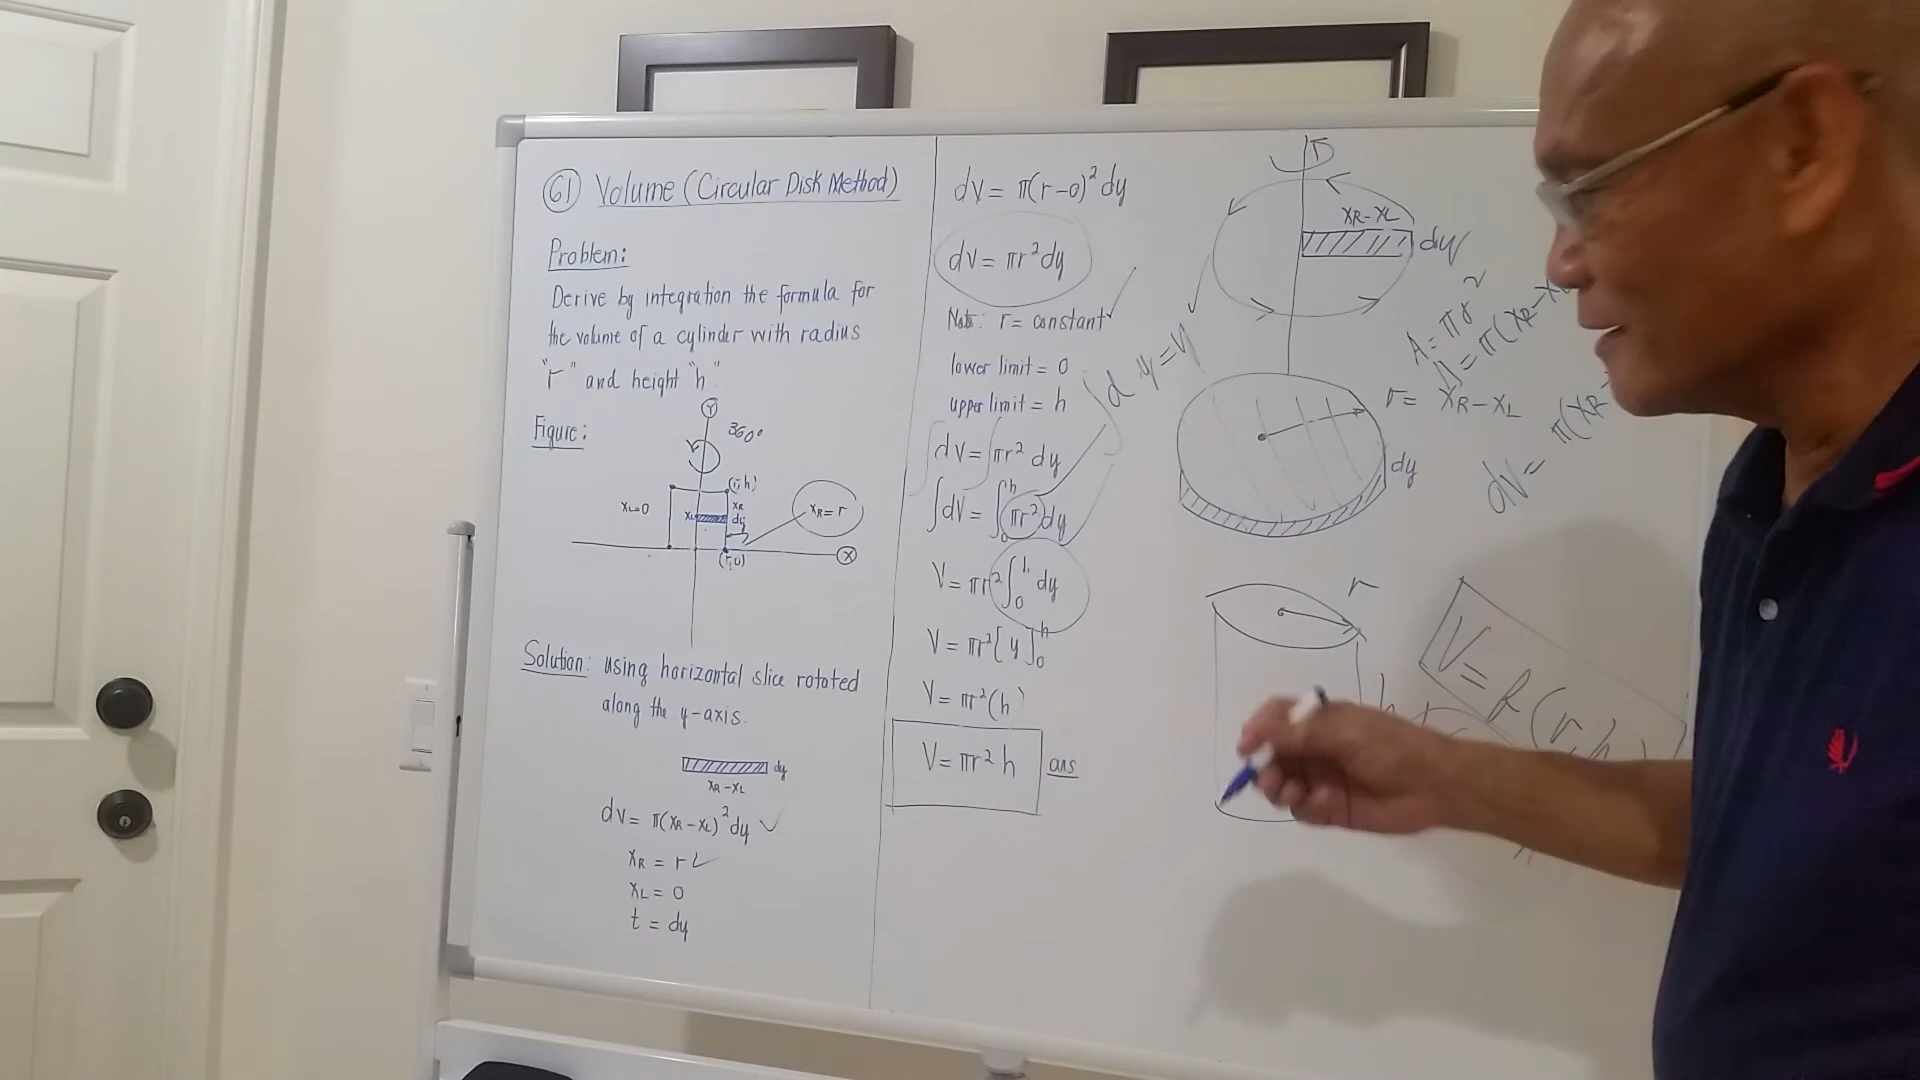 61 Volume (Circular Disk Method)
Problem:
Derive by integration the formula for
the volume of a cylinder with radius
"r" and height "h".
Figure:
Y
360°
(r, h)
XL=0
XL
XR
dy
XR = r
(r, 0)
X
Solution: using horizontal slice rotated
along the y-axis.
dy
XR - XL
dV = π(XR - XL)² dy ✓
XR = r ✓
XL = 0
t = dy
dV = π(r-0)² dy
dV = πr² dy
Note: r = constant ✓
lower limit = 0
upper limit = h
∫dV = ∫πr² dy
∫dV = ∫₀ʰ πr² dy
V = πr² ∫₀ʰ dy
V = πr² [y]₀ʰ
V = πr²(h)
V = πr² h ans
∫dy = y
XR - XL
dy
A = πr²
A = π(XR - XL
r = XR - XL
dy
dV = π(XR -
r
h
V = f(r, h)